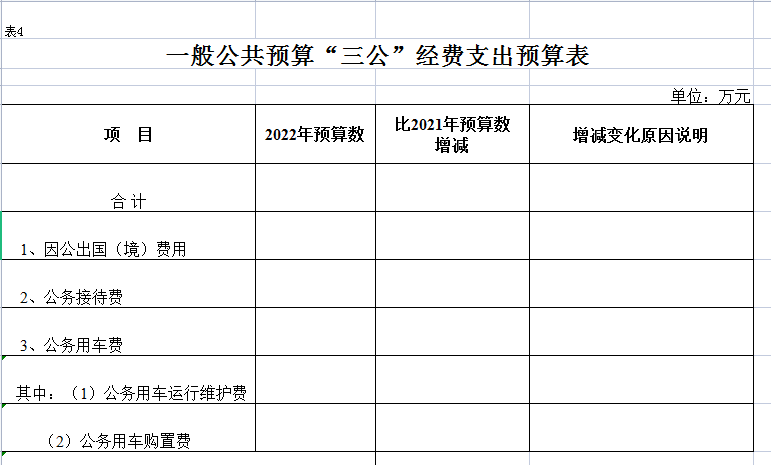 表4
一般公共预算“三公”经费支出预算表
单位：万元
项 目
2022年预算数
比2021年预算数
增减
增减变化原因说明
合 计
1、因公出国（境）费用
2、公务接待费
3、公务用车费
其中：（1）公务用车运行维护费
（2）公务用车购置费